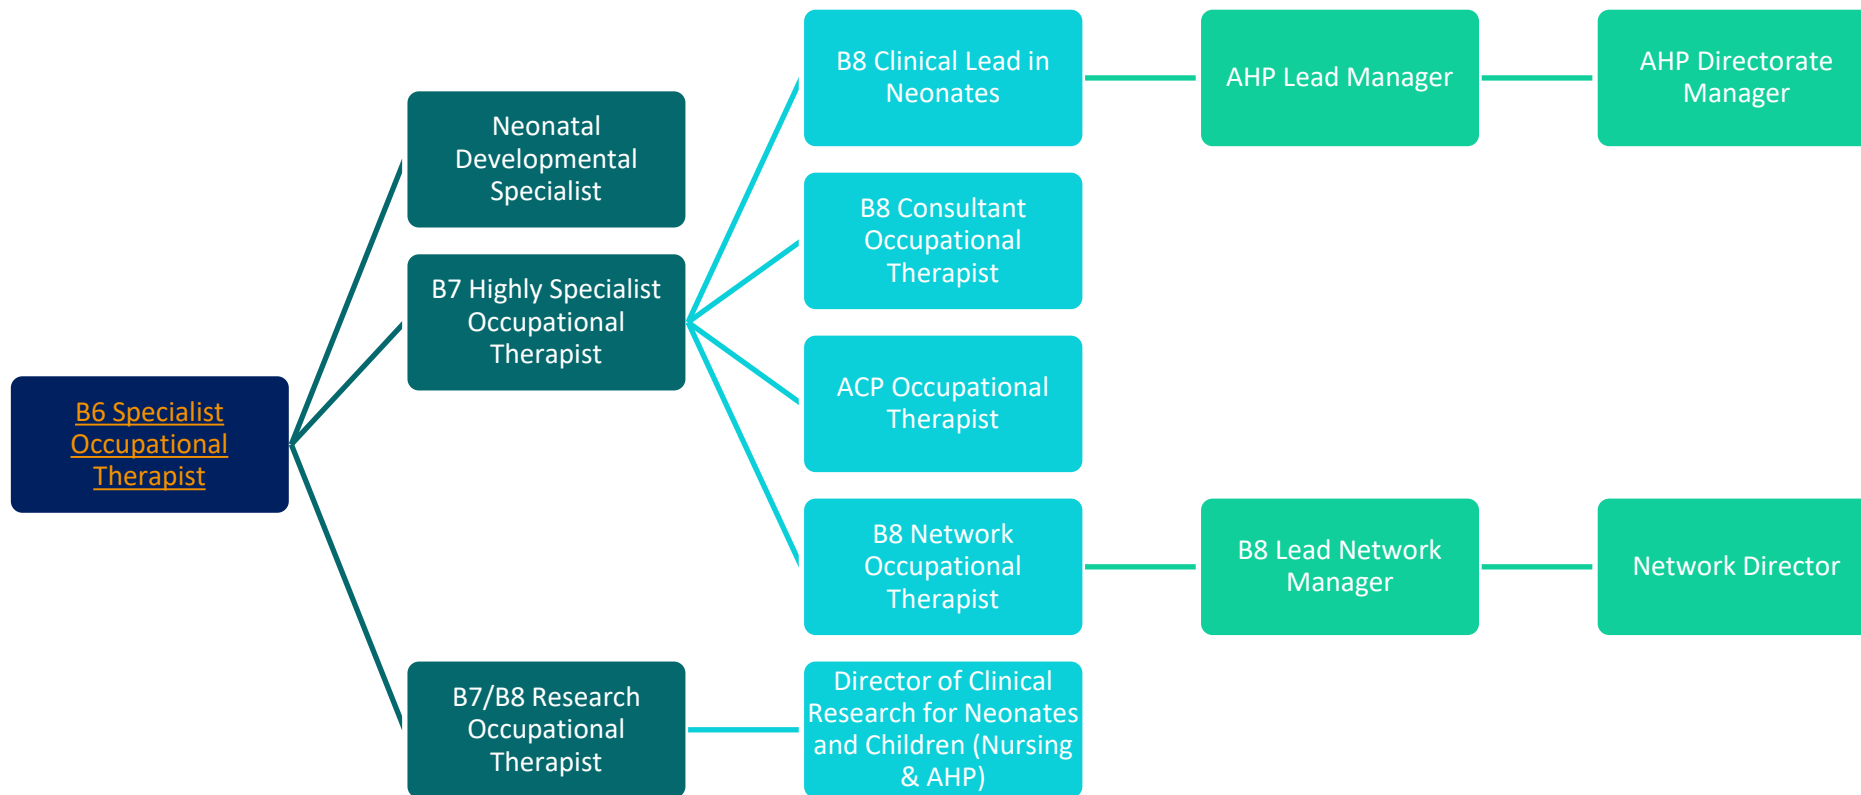 B6 Specialist
Occupational
Therapist
Neonatal
Developmental
Specialist
B7 Highly Specialist
Occupational
Therapist
B7/B8 Research
Occupational
Therapist
B8 Clinical Lead in
Neonates
B8 Consultant
Occupational
Therapist
ACP Occupational
Therapist
B8 Network
Occupational
Therapist
Director of Clinical
Research for Neonates
and Children (Nursing
& AHP)
AHP Lead Manager
B8 Lead Network
Manager
AHP Directorate
Manager
Network Director